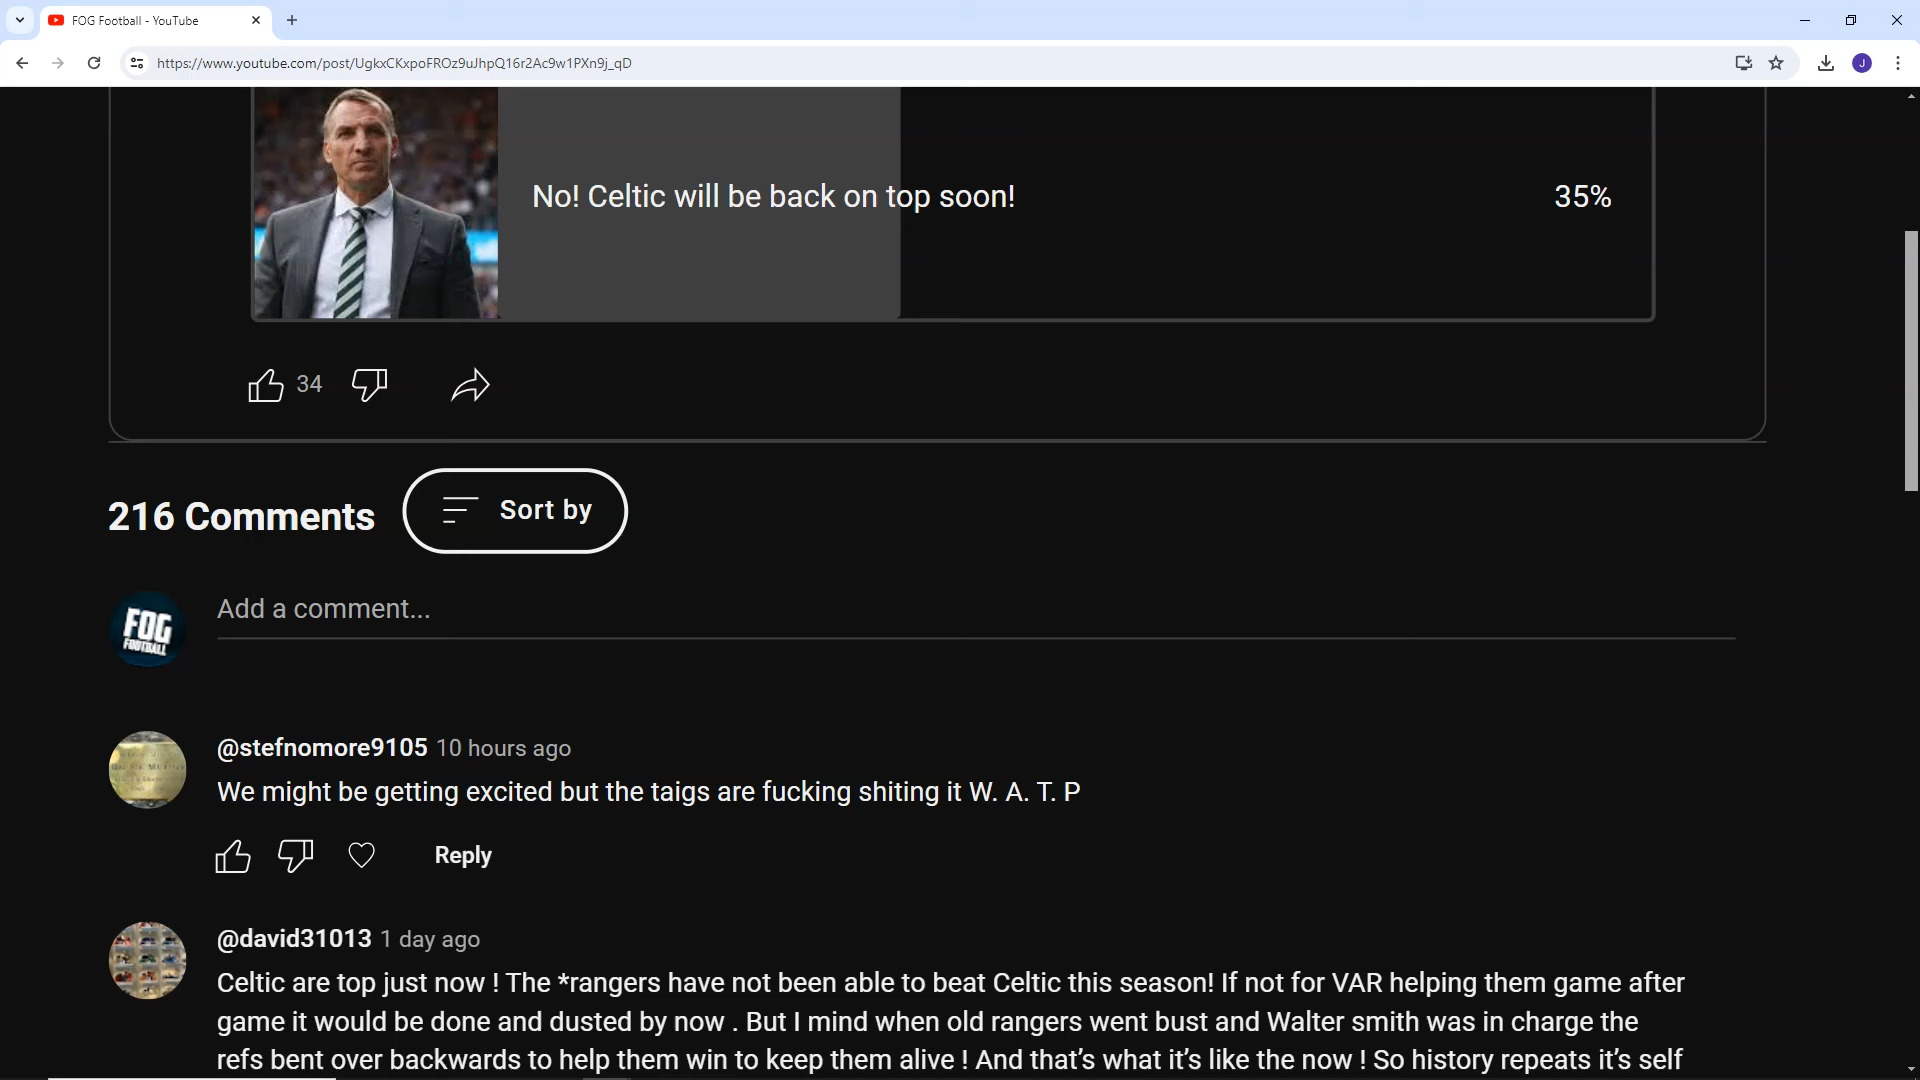 FOG Football - YouTube
https://www.youtube.com/post/UgkxCKxpoFROz9uJhpQ16r2Ac9w1PXn9j_qD
J
No! Celtic will be back on top soon!
35%
34
216 Comments
Sort by
FOG
FOOTBALL
Add a comment...
@stefnomore9105 10 hours ago
We might be getting excited but the taigs are fucking shiting it W. A. T. P
Reply
@david31013 1 day ago
Celtic are top just now ! The *rangers have not been able to beat Celtic this season! If not for VAR helping them game after
game it would be done and dusted by now . But I mind when old rangers went bust and Walter smith was in charge the
refs bent over backwards to help them win to keep them alive ! And that’s what it’s like the now ! So history repeats it’s self